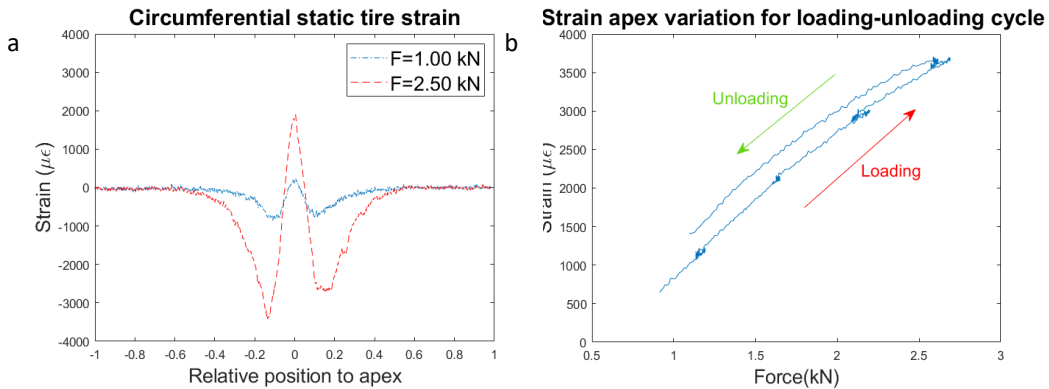 a
Circumferential static tire strain
4000
3000
2000
1000
0
-1000
-2000
-3000
-4000
Strain (με)
F=1.00 kN
F=2.50 kN
-1 -0.8 -0.6 -0.4 -0.2 0 0.2 0.4 0.6 0.8 1
Relative position to apex
b
Strain apex variation for loading-unloading cycle
4000
3500
3000
2500
2000
1500
1000
500
0
Strain (με)
Unloading
Loading
0.5 1 1.5 2 2.5 3
Force(kN)